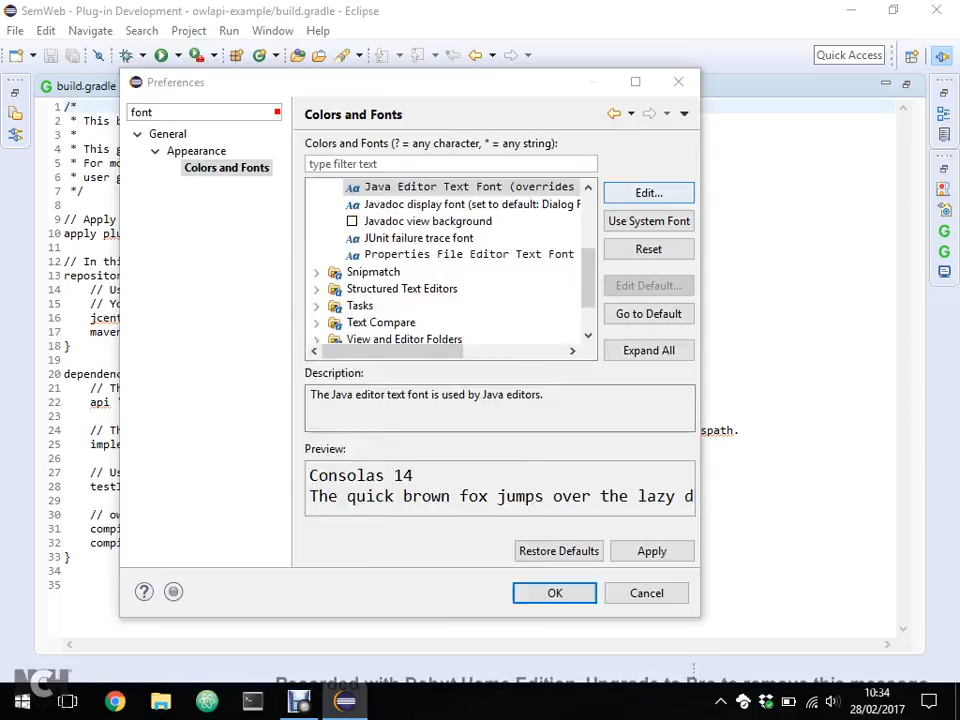 SemWeb - Plug-in Development - owlapi-example/build.gradle - Eclipse
File Edit Navigate Search Project Run Window Help
Quick Access
build.gradle
Preferences
font
General
Appearance
Colors and Fonts
Colors and Fonts
Colors and Fonts (? = any character, * = any string):
type filter text
Java Editor Text Font (overrides
Javadoc display font (set to default: Dialog F
Javadoc view background
JUnit failure trace font
Properties File Editor Text Font
Snipmatch
Structured Text Editors
Tasks
Text Compare
View and Editor Folders
Edit...
Use System Font
Reset
Edit Default...
Go to Default
Expand All
Description:
The Java editor text font is used by Java editors.
Preview:
Consolas 14
The quick brown fox jumps over the lazy d
Restore Defaults
Apply
OK
Cancel
1 /*
2 * This b
3 *
4 * This g
5 * For mo
6 * user g
7 */
8
9 // Apply
10 apply plu
11
12 // In thi
13 repositor
14 // Us
15 // Yo
16 jcent
17 maven
18 }
19
20 dependenc
21 // Th
22 api
23
24 // Th spath.
25 imple
26
27 // Us
28 testI
29
30 // ow
31 compi
32 compi
33 }
34
35
NCH
10:34
28/02/2017